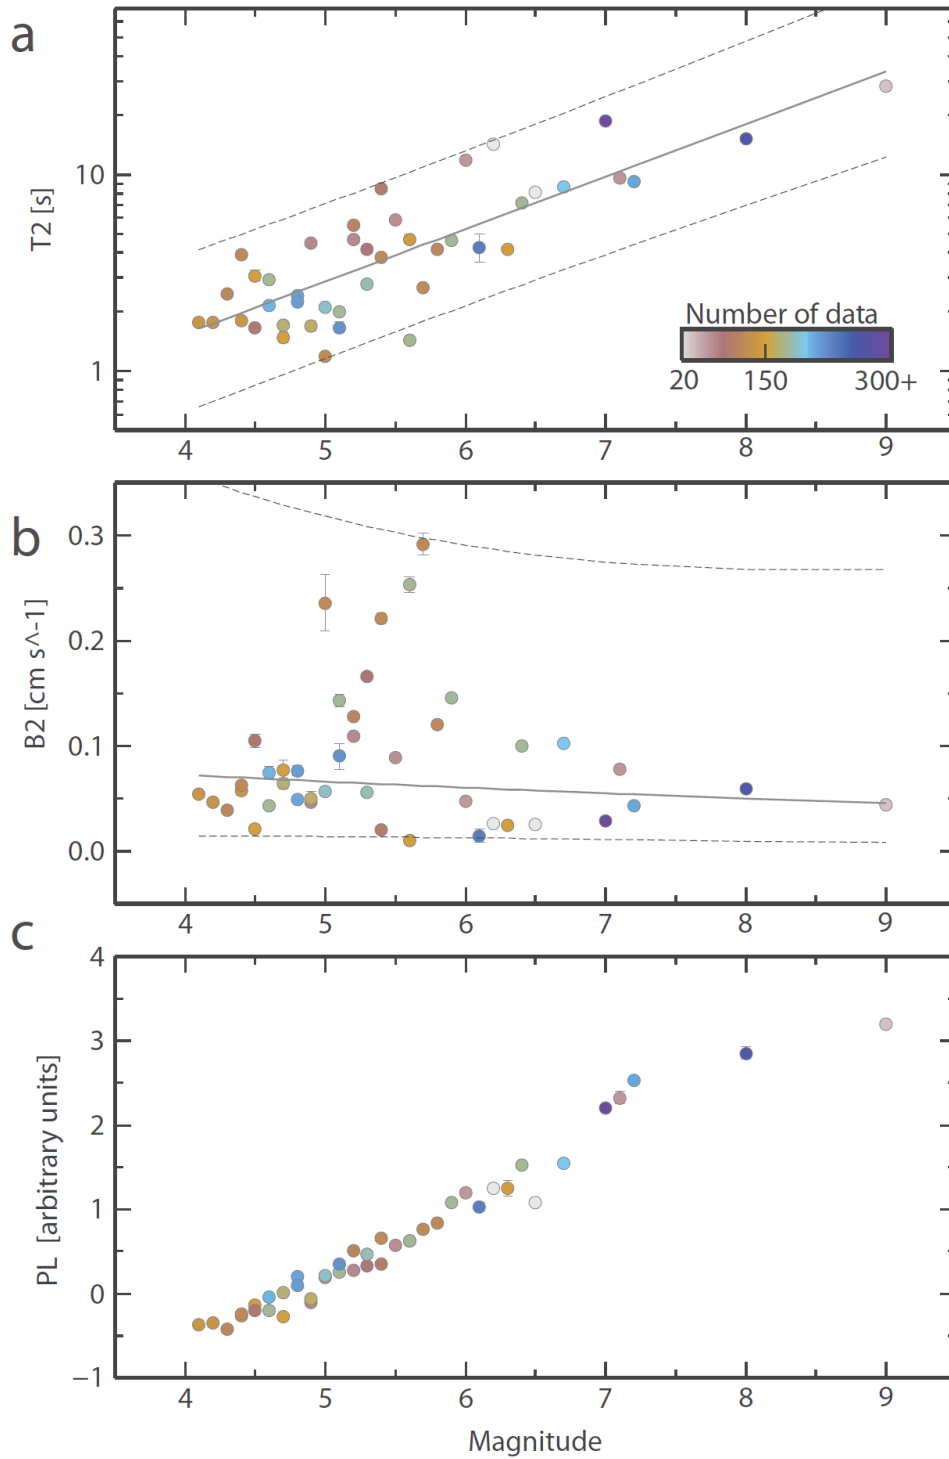 a
T2 [s]
10
1
Number of data
20 150 300+
4 5 6 7 8 9
b
B2 [cm s^-1]
0.3
0.2
0.1
0.0
4 5 6 7 8 9
c
PL [arbitrary units]
4
3
2
1
0
−1
4 5 6 7 8 9
Magnitude